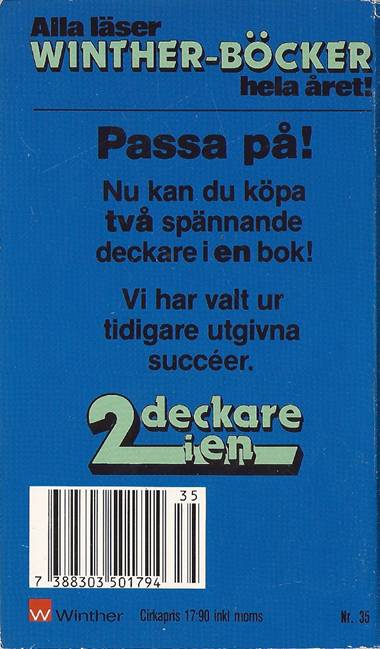 Alla läser
WINTHER-BÖCKER
hela året!
Passa på!
Nu kan du köpa
två spännande
deckare i en bok!
Vi har valt ur
tidigare utgivna
succéer.
2 deckare
i en
35
7 388303 501794
W Winther Cirkapris 17:90 inkl moms Nr. 35